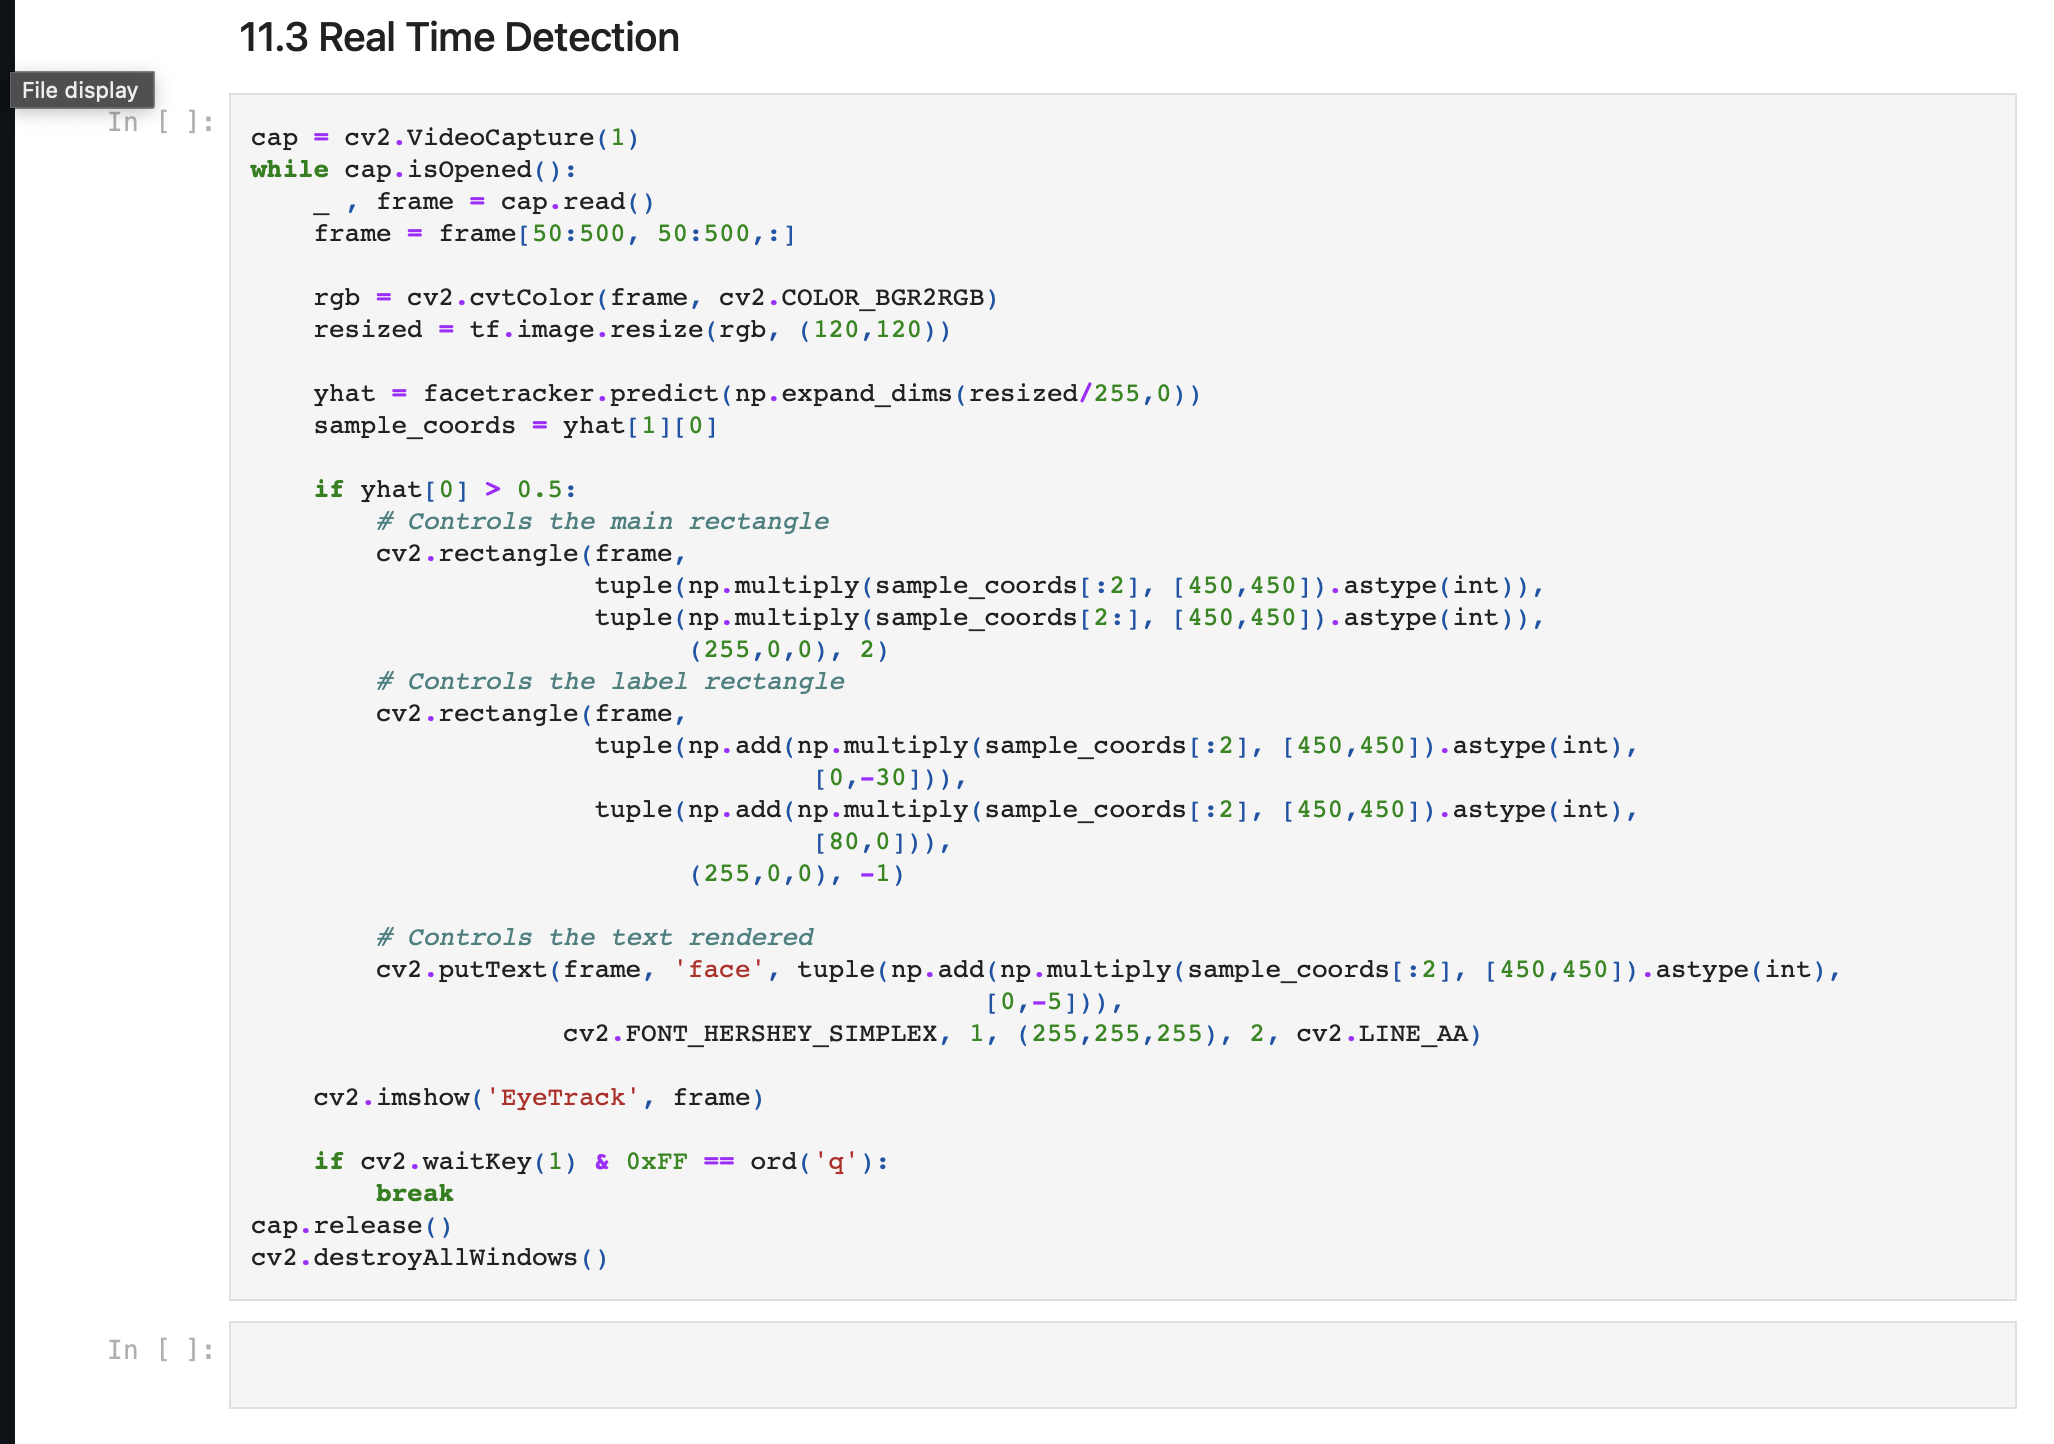 11.3 Real Time Detection
File display
In [ ]:
cap = cv2.VideoCapture(1)
while cap.isOpened():
    _ , frame = cap.read()
    frame = frame[50:500, 50:500,:]
    rgb = cv2.cvtColor(frame, cv2.COLOR_BGR2RGB)
    resized = tf.image.resize(rgb, (120,120))
    yhat = facetracker.predict(np.expand_dims(resized/255,0))
    sample_coords = yhat[1][0]
    if yhat[0] > 0.5:
        # Controls the main rectangle
        cv2.rectangle(frame,
                      tuple(np.multiply(sample_coords[:2], [450,450]).astype(int)),
                      tuple(np.multiply(sample_coords[2:], [450,450]).astype(int)),
                            (255,0,0), 2)
        # Controls the label rectangle
        cv2.rectangle(frame,
                      tuple(np.add(np.multiply(sample_coords[:2], [450,450]).astype(int),
                                    [0,-30])),
                      tuple(np.add(np.multiply(sample_coords[:2], [450,450]).astype(int),
                                    [80,0])),
                            (255,0,0), -1)
        # Controls the text rendered
        cv2.putText(frame, 'face', tuple(np.add(np.multiply(sample_coords[:2], [450,450]).astype(int),
                                               [0,-5])),
                    cv2.FONT_HERSHEY_SIMPLEX, 1, (255,255,255), 2, cv2.LINE_AA)
    cv2.imshow('EyeTrack', frame)
    if cv2.waitKey(1) & 0xFF == ord('q'):
        break
cap.release()
cv2.destroyAllWindows()
In [ ]: